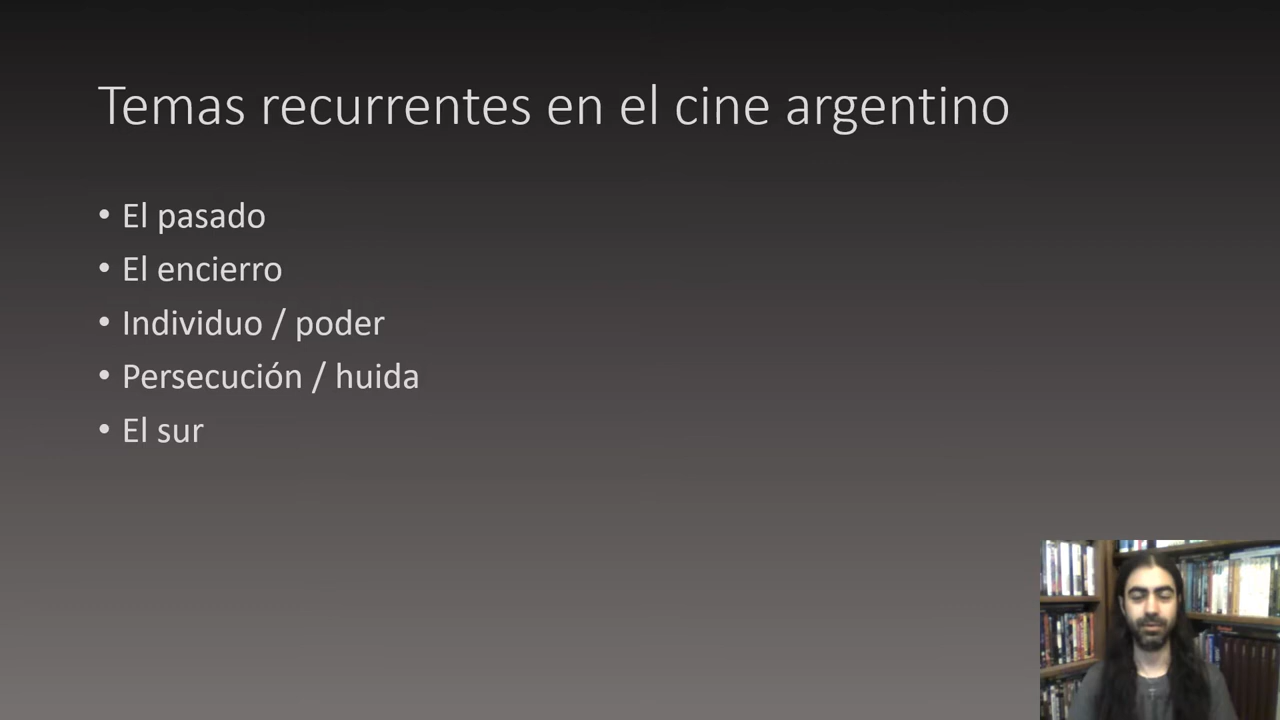 Temas recurrentes en el cine argentino
• El pasado
• El encierro
• Individuo / poder
• Persecución / huida
• El sur